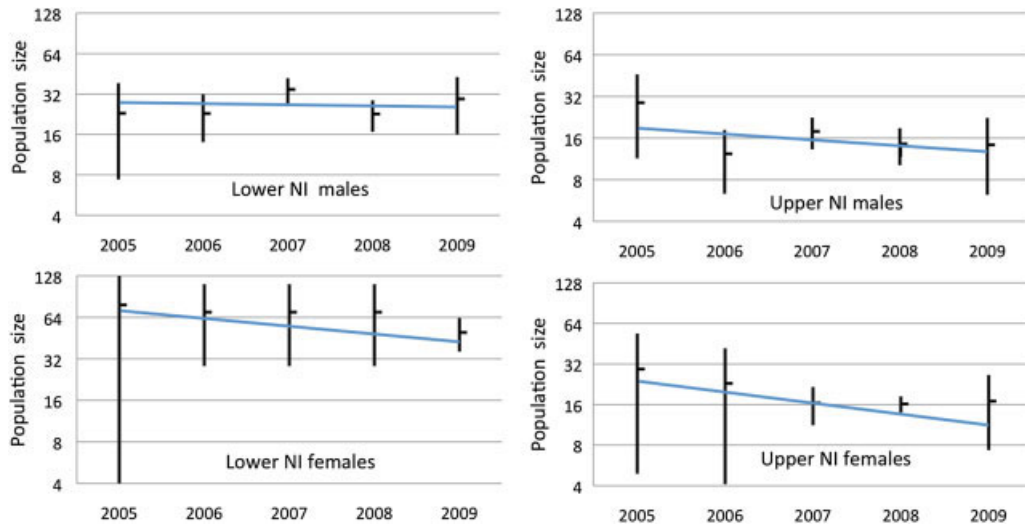 128
64
32
16
8
4
Population size
Lower NI males
2005 2006 2007 2008 2009
128
64
32
16
8
4
Population size
Upper NI males
2005 2006 2007 2008 2009
128
64
32
16
8
4
Population size
Lower NI females
2005 2006 2007 2008 2009
128
64
32
16
8
4
Population size
Upper NI females
2005 2006 2007 2008 2009